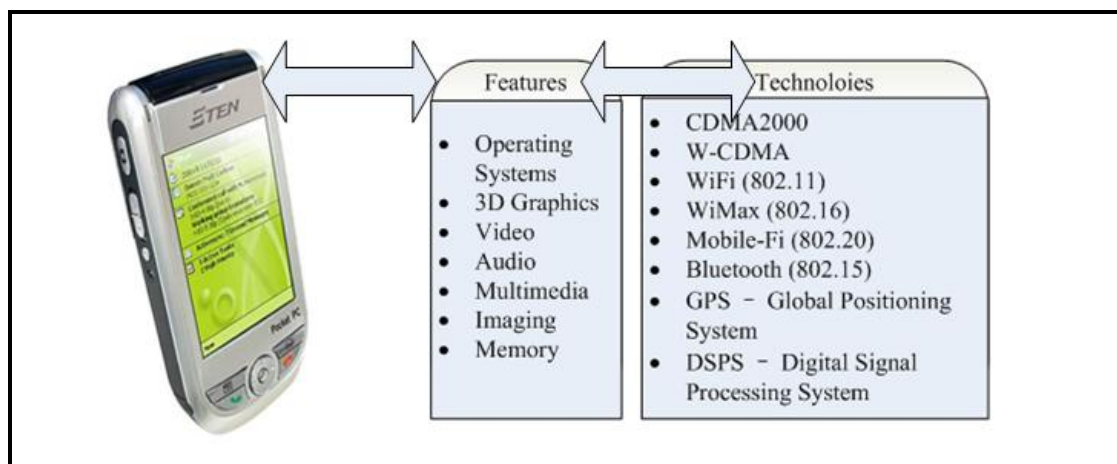 ETEN
Pocket PC
Features
• Operating
Systems
• 3D Graphics
• Video
• Audio
• Multimedia
• Imaging
• Memory
Technoloies
• CDMA2000
• W-CDMA
• WiFi (802.11)
• WiMax (802.16)
• Mobile-Fi (802.20)
• Bluetooth (802.15)
• GPS – Global Positioning
System
• DSPS – Digital Signal
Processing System